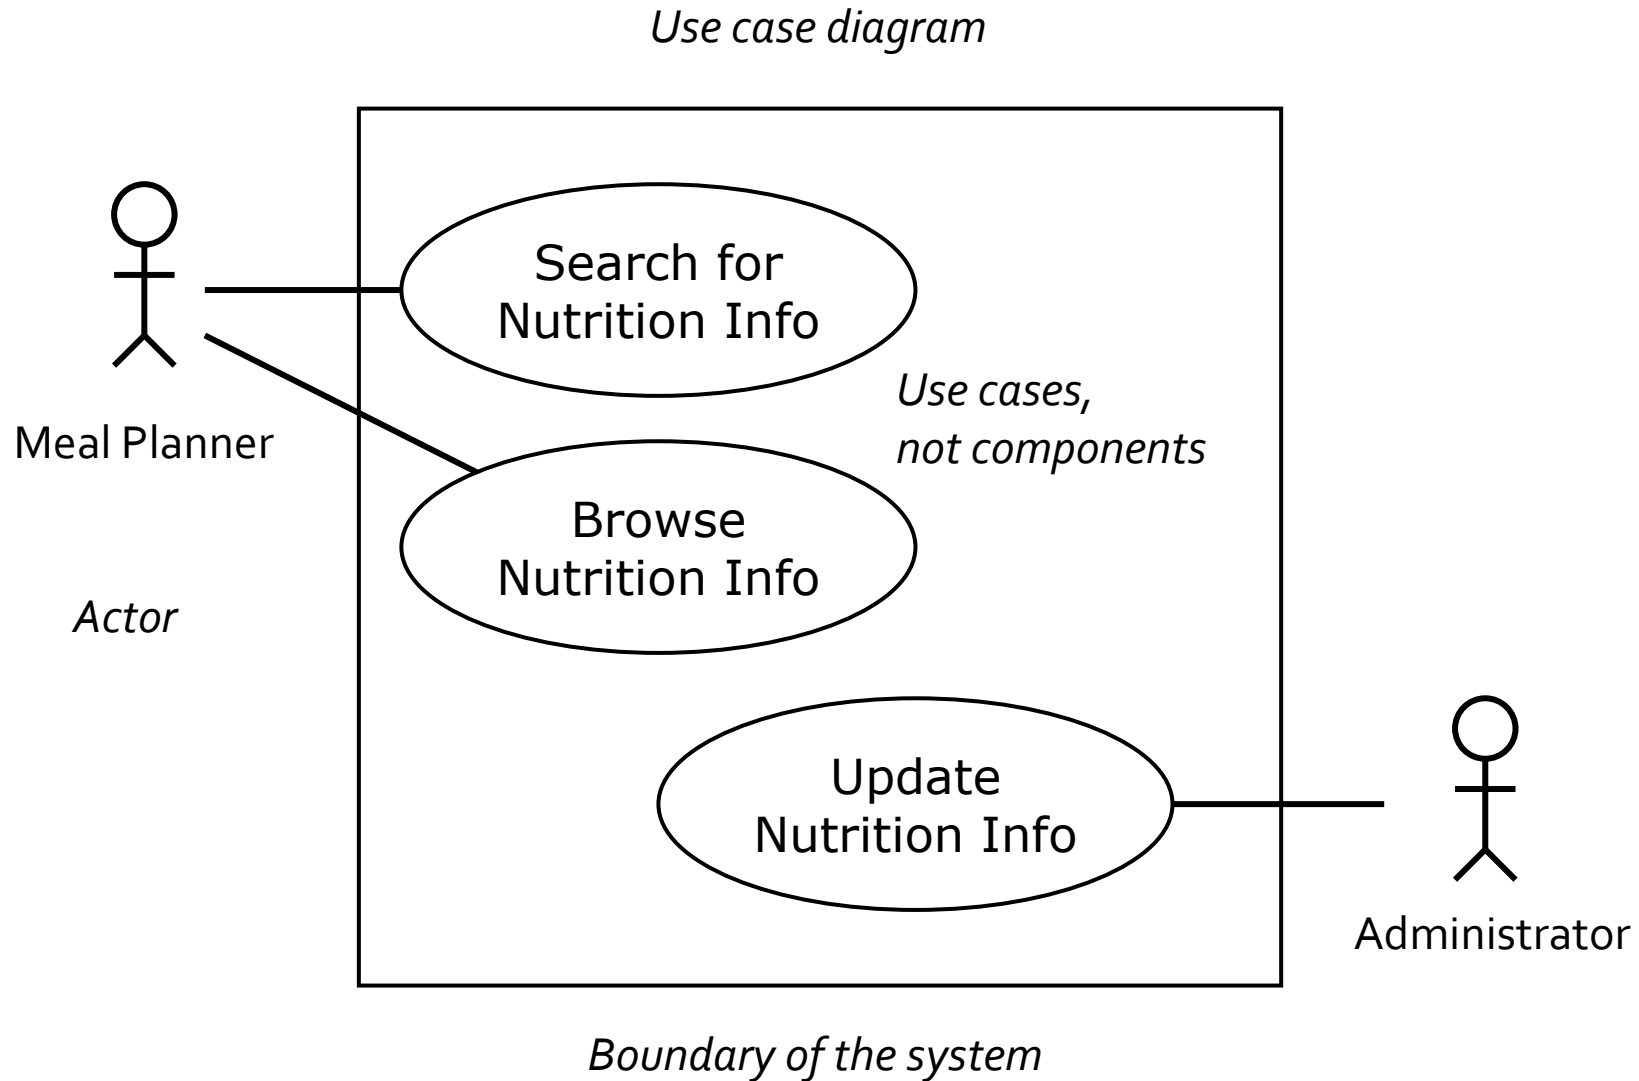 Use case diagram
Search for
Nutrition Info
Use cases,
not components
Meal Planner
Browse
Nutrition Info
Actor
Update
Nutrition Info
Administrator
Boundary of the system